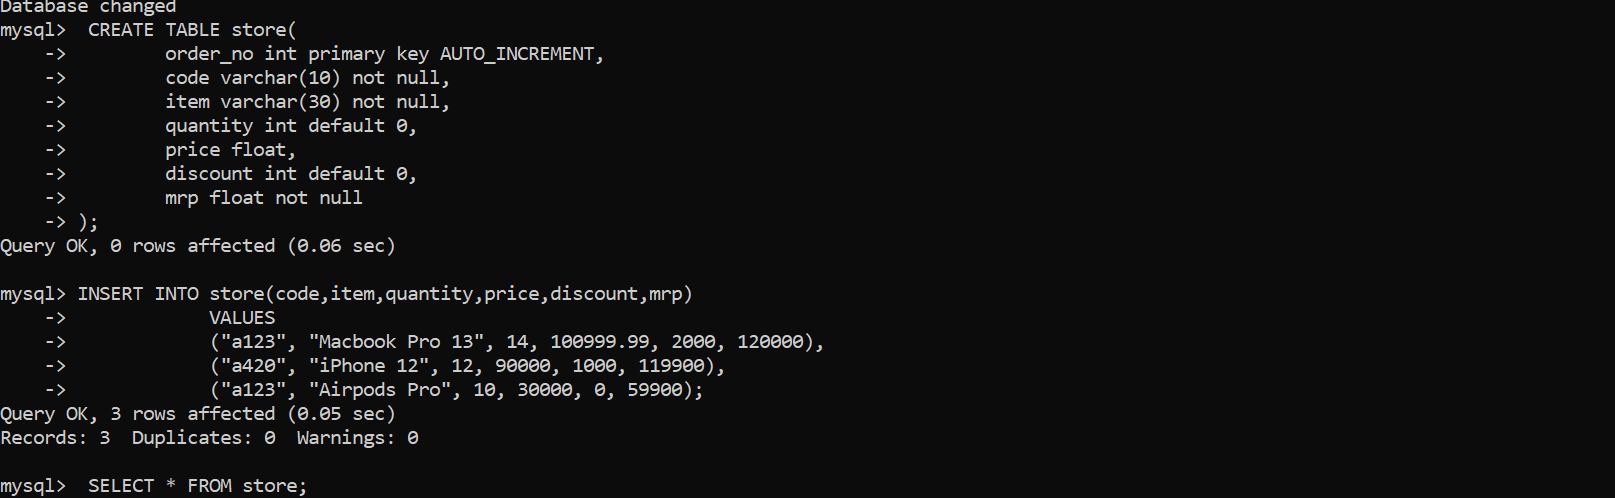 Database changed
mysql>  CREATE TABLE store(
    ->         order_no int primary key AUTO_INCREMENT,
    ->         code varchar(10) not null,
    ->         item varchar(30) not null,
    ->         quantity int default 0,
    ->         price float,
    ->         discount int default 0,
    ->         mrp float not null
    -> );
Query OK, 0 rows affected (0.06 sec)

mysql> INSERT INTO store(code,item,quantity,price,discount,mrp)
    ->             VALUES
    ->             ("a123", "Macbook Pro 13", 14, 100999.99, 2000, 120000),
    ->             ("a420", "iPhone 12", 12, 90000, 1000, 119900),
    ->             ("a123", "Airpods Pro", 10, 30000, 0, 59900);
Query OK, 3 rows affected (0.05 sec)
Records: 3  Duplicates: 0  Warnings: 0

mysql>  SELECT * FROM store;